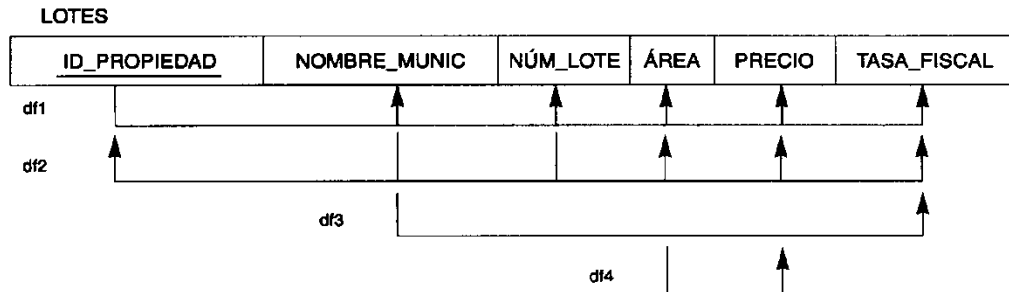 LOTES
ID_PROPIEDAD NOMBRE_MUNIC NÚM_LOTE ÁREA PRECIO TASA_FISCAL
df1
df2
df3
df4